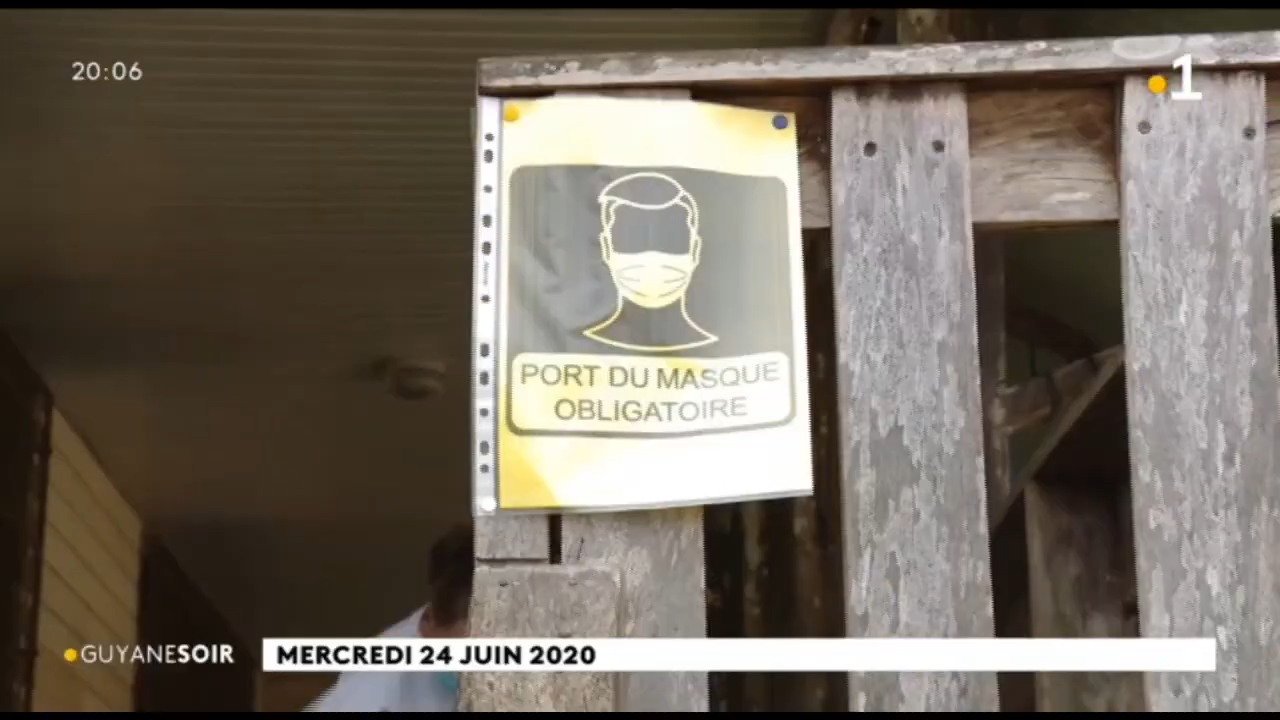 20:06
1
PORT DU MASQUE
OBLIGATOIRE
GUYANESOIR
MERCREDI 24 JUIN 2020